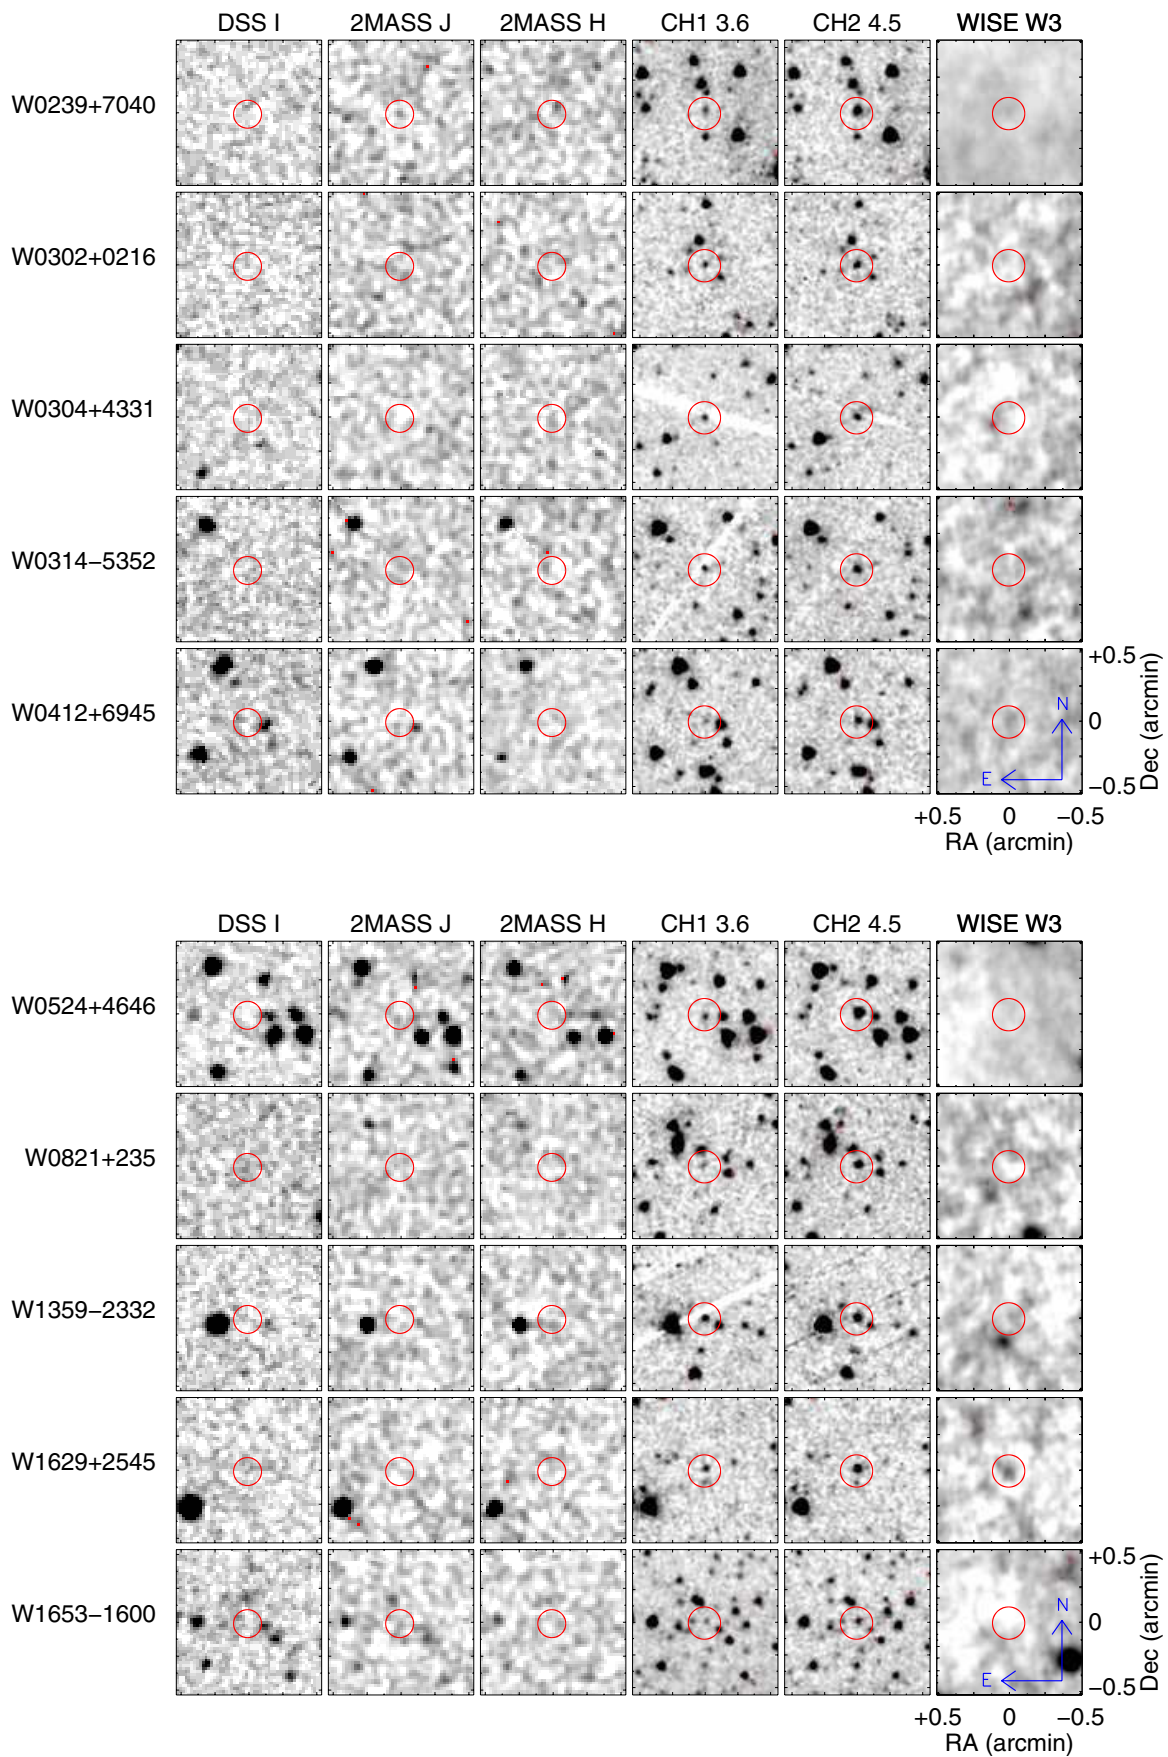 DSS I 2MASS J 2MASS H CH1 3.6 CH2 4.5 WISE W3
W0239+7040
W0302+0216
W0304+4331
W0314−5352
W0412+6945
+0.5
0
−0.5
Dec (arcmin)
N
E
+0.5 0 −0.5
RA (arcmin)
DSS I 2MASS J 2MASS H CH1 3.6 CH2 4.5 WISE W3
W0524+4646
W0821+235
W1359−2332
W1629+2545
W1653−1600
+0.5
0
−0.5
Dec (arcmin)
N
E
+0.5 0 −0.5
RA (arcmin)